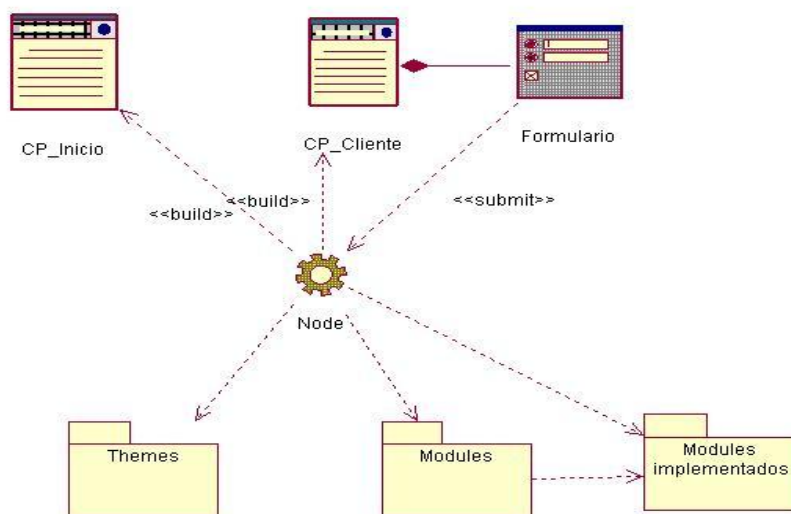 CP_Inicio
CP_Cliente
Formulario
<<build>>
<<build>>
<<submit>>
Node
Themes
Modules
Modules
implementados